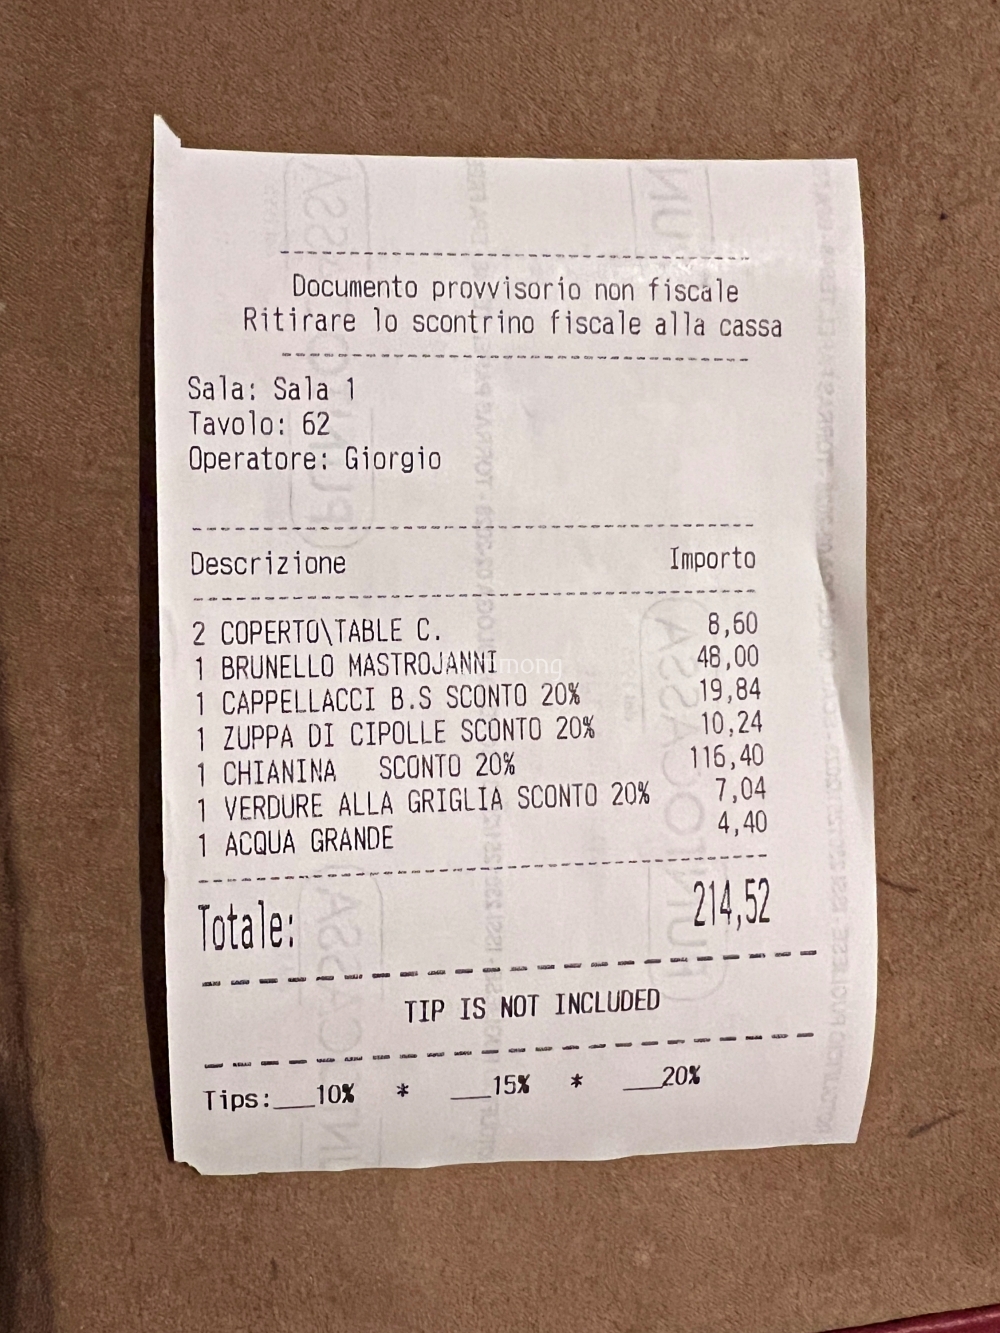 Documento provvisorio non fiscale
Ritirare lo scontrino fiscale alla cassa
Sala: Sala 1
Tavolo: 62
Operatore: Giorgio
Descrizione Importo
2 COPERTO\TABLE C. 8,60
1 BRUNELLO MASTROJANNI 48,00
1 CAPPELLACCI B.S SCONTO 20% 19,84
1 ZUPPA DI CIPOLLE SCONTO 20% 10,24
1 CHIANINA SCONTO 20% 116,40
1 VERDURE ALLA GRIGLIA SCONTO 20% 7,04
1 ACQUA GRANDE 4,40
Totale: 214,52
TIP IS NOT INCLUDED
Tips:___10% * ___15% * ___20%